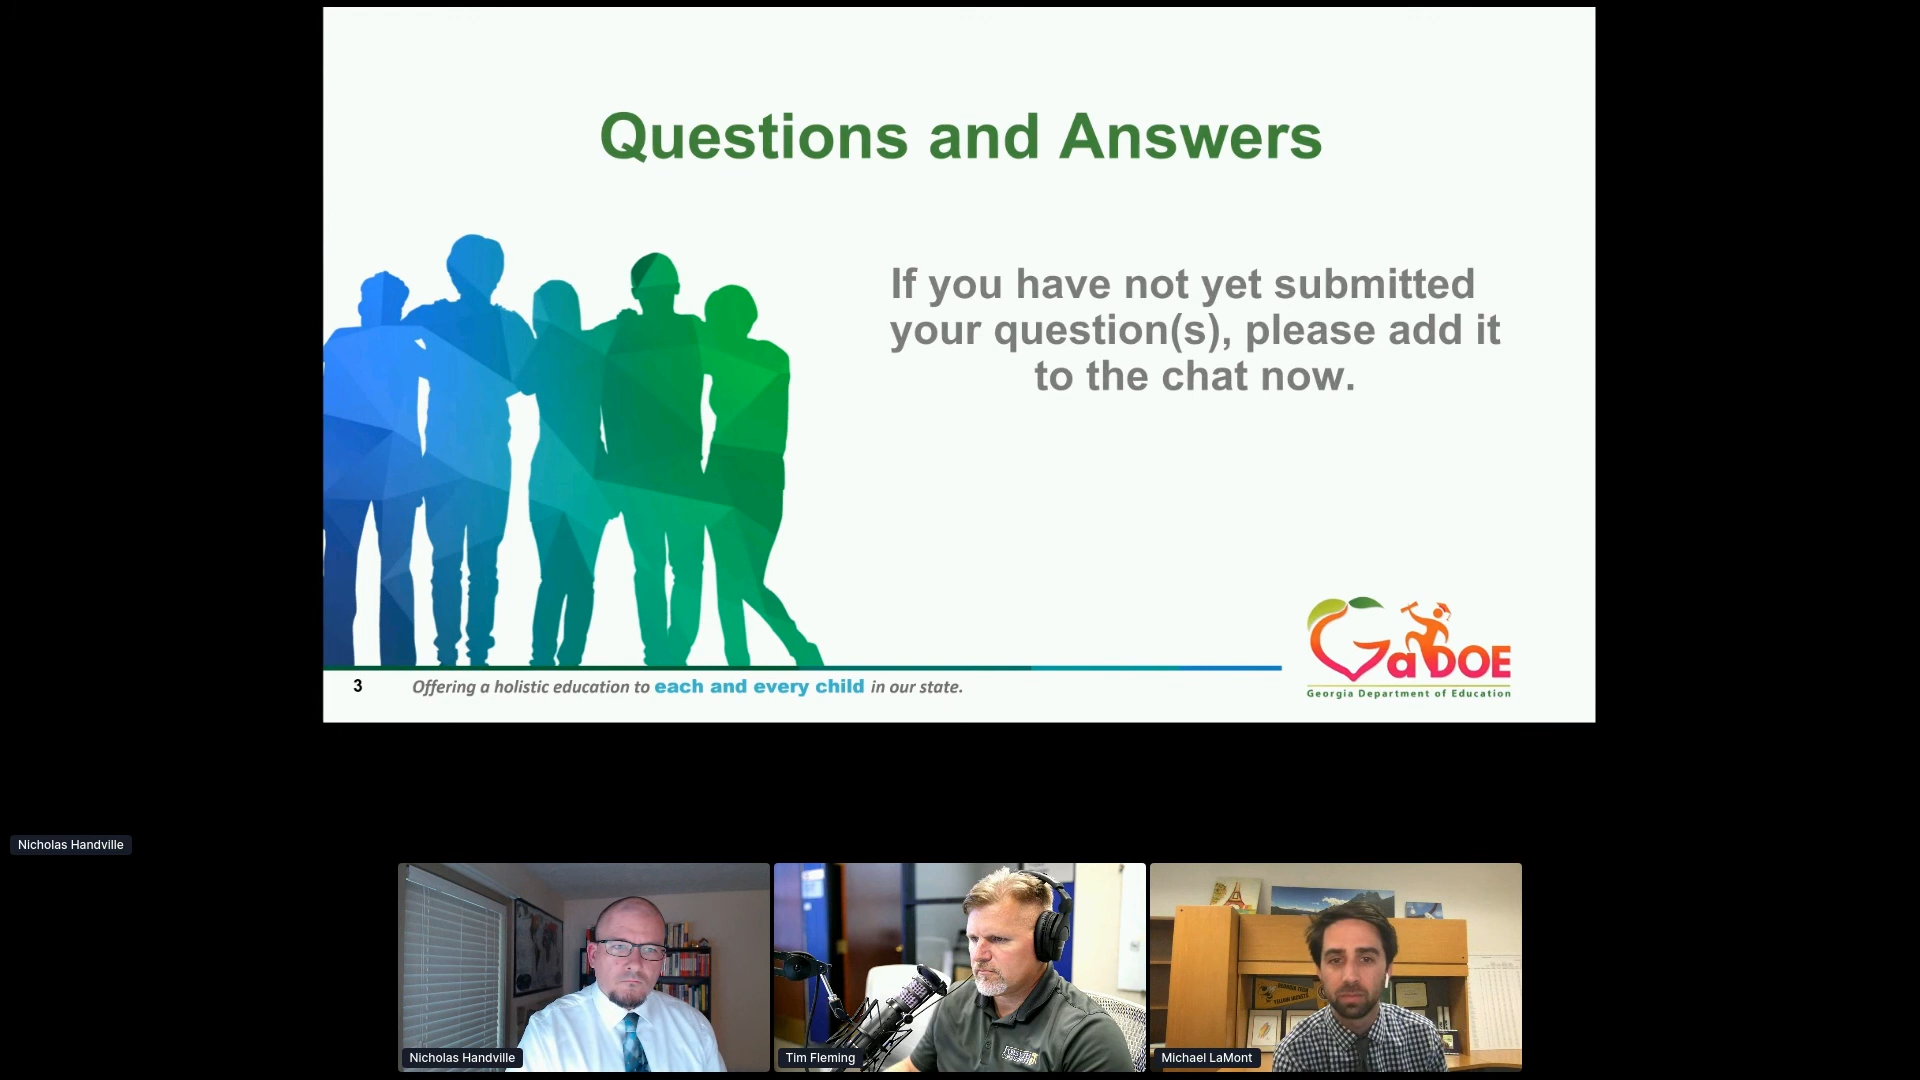 Questions and Answers
If you have not yet submitted
your question(s), please add it
to the chat now.
3
Offering a holistic education to each and every child in our state.
GaDOE
Georgia Department of Education
Nicholas Handville
Nicholas Handville
Tim Fleming
Michael LaMont